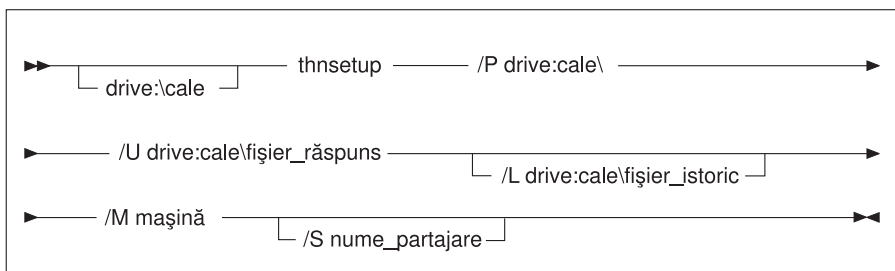 thnsetup /P drive:cale\
drive:\cale
/U drive:cale\fişier_răspuns
/L drive:cale\fişier_istoric
/M maşină
/S nume_partajare